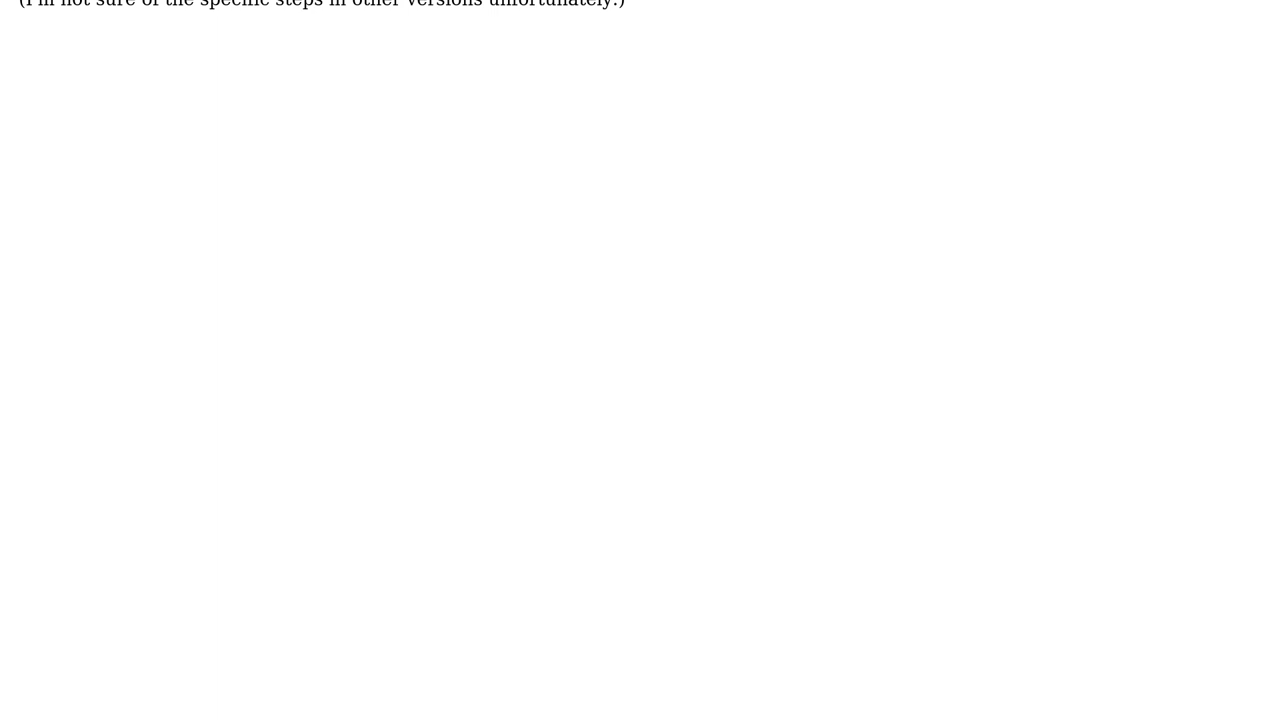 (I'm not sure of the specific steps in other versions unfortunately.)